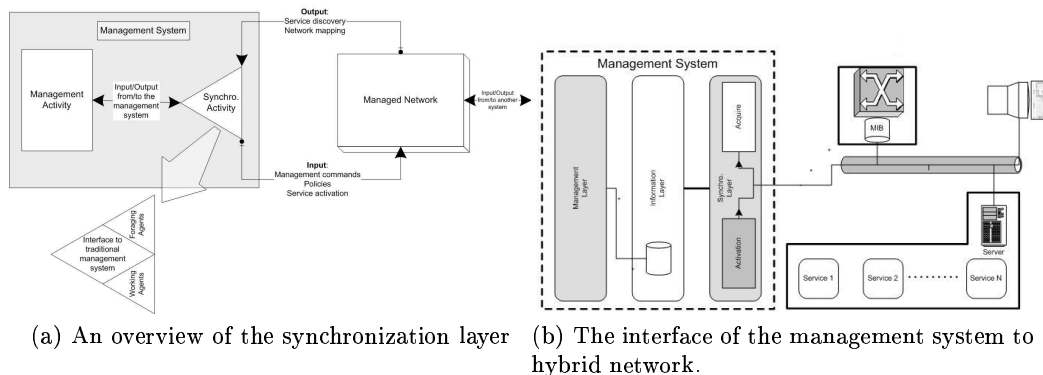 Management System
Output:
Service discovery
Network mapping
Management
Activity
Input/Output
from/to the
management
system
Synchro.
Activity
Managed Network
Input/Output
from/to another
system
Input:
Management commands
Policies
Service activation
Foraging
Agents
Interface to
traditional
management
system
Working
Agents
(a) An overview of the synchronization layer
Management System
Management
Layer
Information
Layer
Synchro.
Layer
Acquire
Activation
MIB
Server
Service 1
Service 2
Service N
(b) The interface of the management system to
hybrid network.